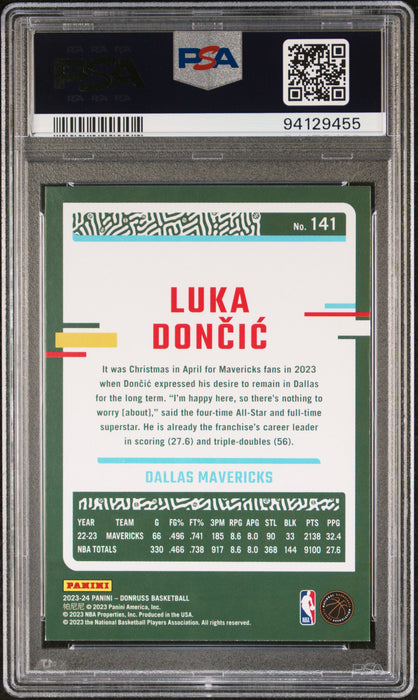 PSA
PSA
94129455
No. 141
LUKA
DONČIĆ
It was Christmas in April for Mavericks fans in 2023
when Dončić expressed his desire to remain in Dallas
for the long term. "I'm happy here, so there's nothing to
worry [about]," said the four-time All-Star and full-time
superstar. He is already the franchise's career leader
in scoring (27.6) and triple-doubles (56).
DALLAS MAVERICKS
YEAR TEAM G FG% FT% 3PM RPG APG STL BLK PTS PPG
22-23 MAVERICKS 66 .496 .741 185 8.6 8.0 90 33 2138 32.4
NBA TOTALS 330 .466 .738 917 8.6 8.0 368 144 9100 27.6
PANINI
2023-24 PANINI – DONRUSS BASKETBALL
帕尼尼 © 2023 Panini America, Inc.
© 2023 NBA Properties, Inc. Produced in the USA.
© 2023 the National Basketball Players Association. All rights reserved.
NBA
PSA